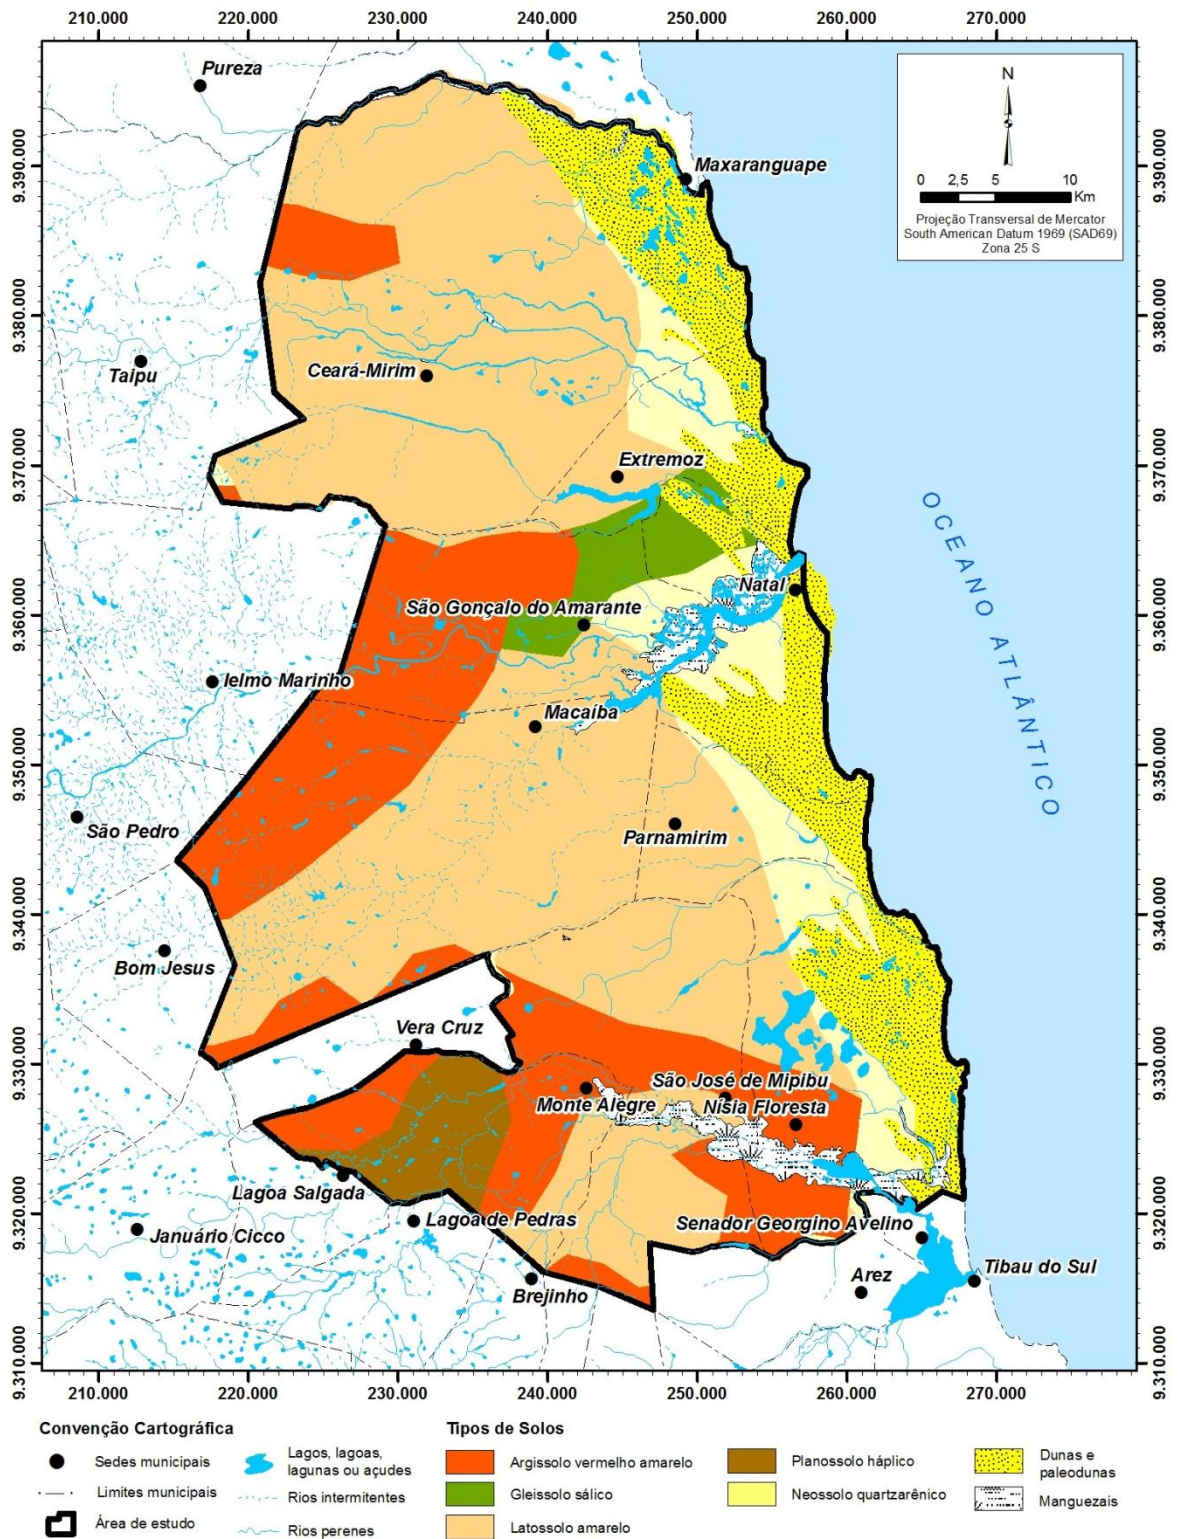 210.000 220.000 230.000 240.000 250.000 260.000 270.000
9.390.000
9.380.000
9.370.000
9.360.000
9.350.000
9.340.000
9.330.000
9.320.000
9.310.000
N
0 2,5 5 10
Km
Projeção Transversal de Mercator
South American Datum 1969 (SAD69)
Zona 25 S
Pureza
Maxaranguape
Taipu
Ceará-Mirim
Extremoz
Natal
São Gonçalo do Amarante
Ielmo Marinho
Macaíba
São Pedro
Parnamirim
Bom Jesus
Vera Cruz
São José de Mipibu
Monte Alegre
Nísia Floresta
Lagoa Salgada
Lagoa de Pedras
Senador Georgino Avelino
Januário Cicco
Brejinho
Arez
Tibau do Sul
OCEANO ATLÂNTICO
9.390.000
9.380.000
9.370.000
9.360.000
9.350.000
9.340.000
9.330.000
9.320.000
9.310.000
210.000 220.000 230.000 240.000 250.000 260.000 270.000
Convenção Cartográfica
Sedes municipais
Limites municipais
Área de estudo
Lagos, lagoas,
lagunas ou açudes
Rios intermitentes
Rios perenes
Tipos de Solos
Argissolo vermelho amarelo
Gleissolo sálico
Latossolo amarelo
Planossolo háplico
Neossolo quartzarênico
Dunas e
paleodunas
Manguezais